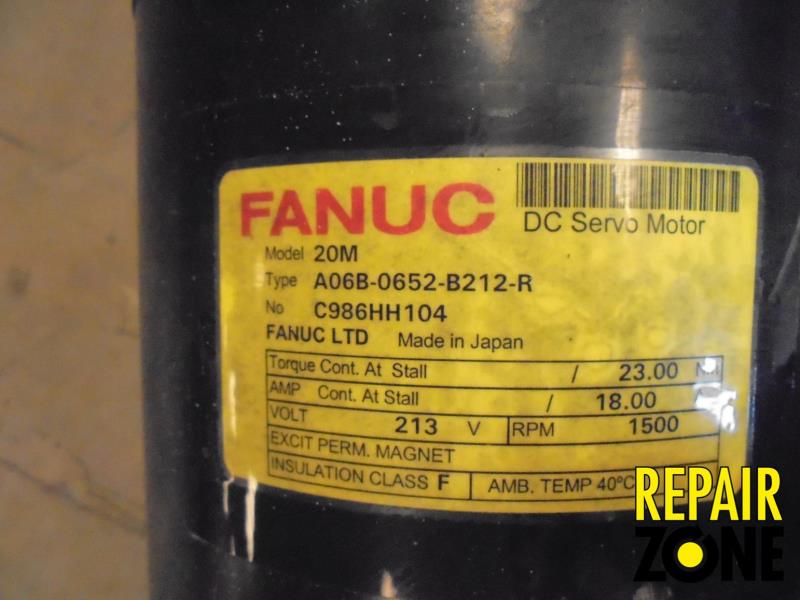 FANUC
DC Servo Motor
Model 20M
Type A06B-0652-B212-R
No C986HH104
FANUC LTD Made in Japan
Torque Cont. At Stall / 23.00
AMP Cont. At Stall / 18.00
VOLT 213 V RPM 1500
EXCIT PERM. MAGNET
INSULATION CLASS F AMB. TEMP 40°C
REPAIR
ZONE